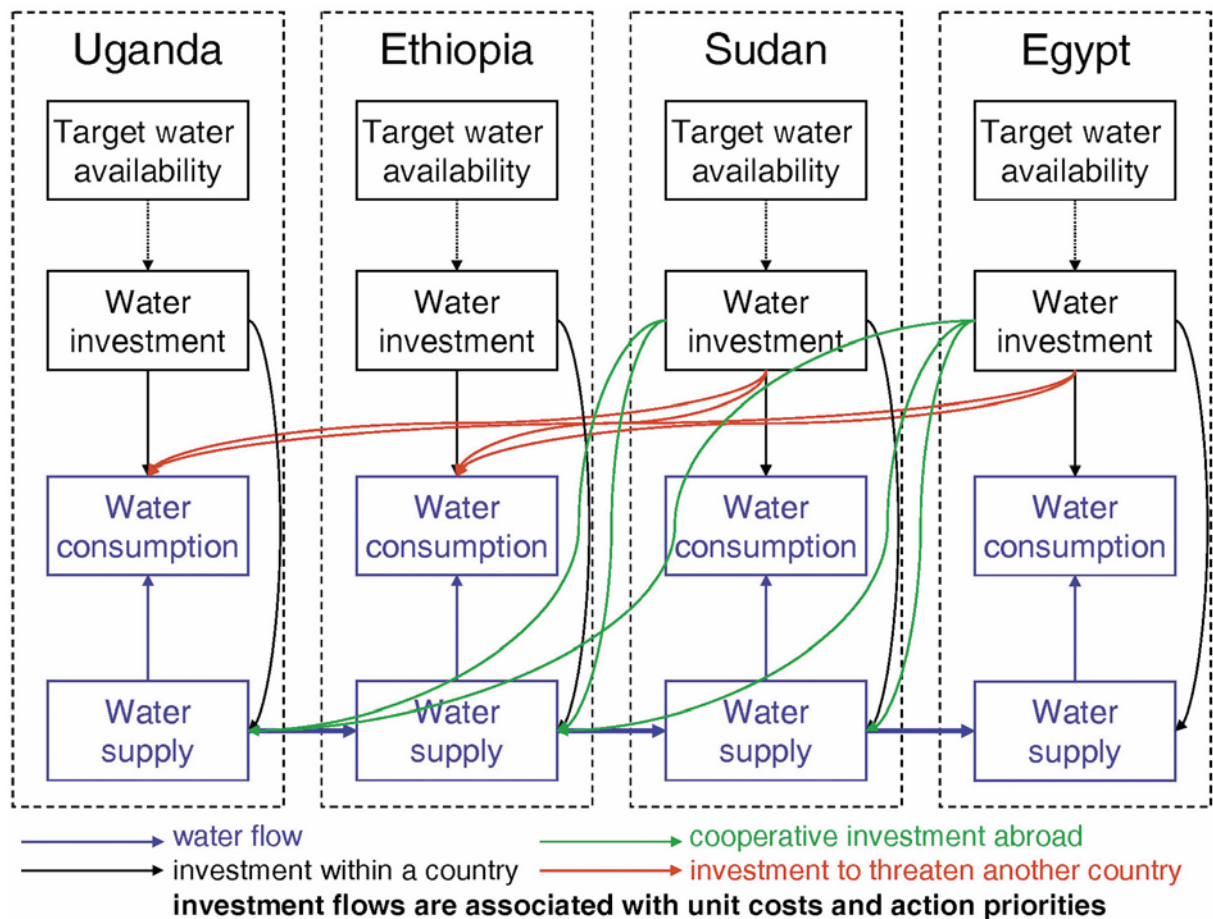 Uganda
Ethiopia
Sudan
Egypt
Target water
availability
Target water
availability
Target water
availability
Target water
availability
Water
investment
Water
investment
Water
investment
Water
investment
Water
consumption
Water
consumption
Water
consumption
Water
consumption
Water
supply
Water
supply
Water
supply
Water
supply
water flow
cooperative investment abroad
investment within a country
investment to threaten another country
investment flows are associated with unit costs and action priorities